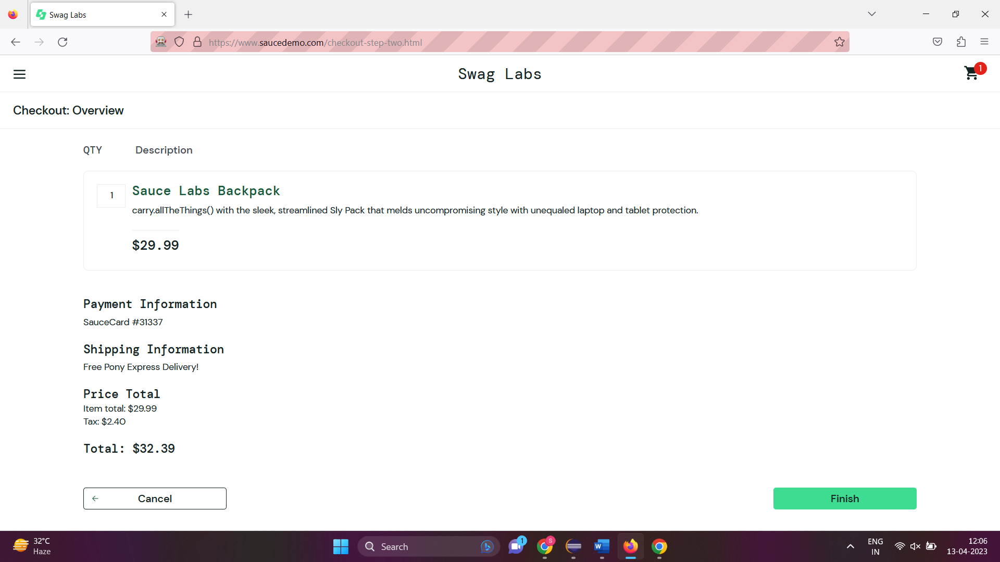 Swag Labs
https://www.saucedemo.com/checkout-step-two.html
Swag Labs
1
Checkout: Overview
QTY Description
1 Sauce Labs Backpack
carry.allTheThings() with the sleek, streamlined Sly Pack that melds uncompromising style with unequaled laptop and tablet protection.
$29.99
Payment Information
SauceCard #31337
Shipping Information
Free Pony Express Delivery!
Price Total
Item total: $29.99
Tax: $2.40
Total: $32.39
Cancel
Finish
32°C
Haze
Search
1
S
W
ENG
IN
12:06
13-04-2023